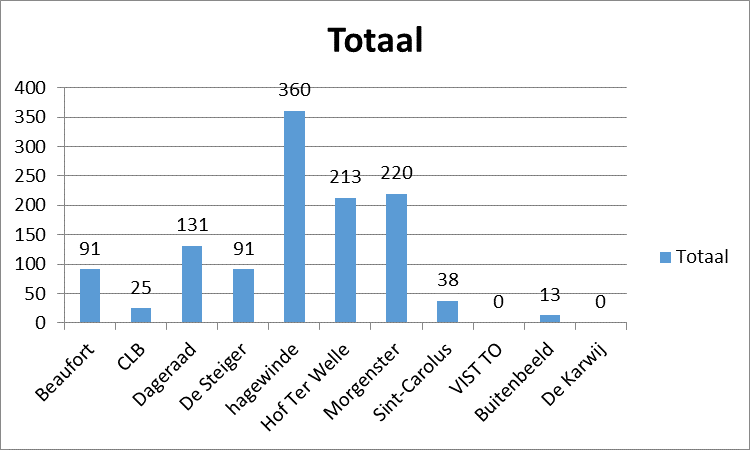 Totaal
400
350
300
250
200
150
100
50
0
91
25
131
91
360
213
220
38
0
13
0
Beaufort
CLB
Dageraad
De Steiger
hagewinde
Hof Ter Welle
Morgenster
Sint-Carolus
VIST TO
Buitenbeeld
De Karwij
Totaal